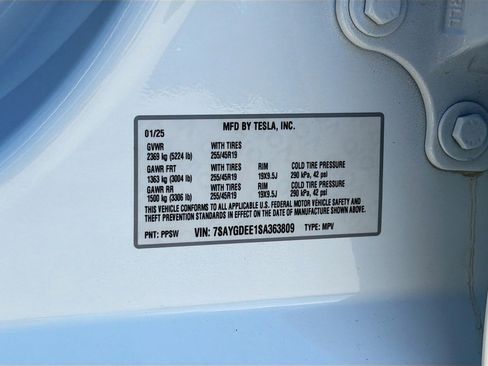 01/25 MFD BY TESLA, INC.
GVWR WITH TIRES
2369 kg (5224 lb) 255/45R19
GAWR FRT WITH TIRES RIM COLD TIRE PRESSURE
1363 kg (3004 lb) 255/45R19 19X9.5J 290 kPa, 42 psi
GAWR RR WITH TIRES RIM COLD TIRE PRESSURE
1500 kg (3306 lb) 255/45R19 19X9.5J 290 kPa, 42 psi
THIS VEHICLE CONFORMS TO ALL APPLICABLE U.S. FEDERAL MOTOR VEHICLE SAFETY AND
THEFT PREVENTION STANDARDS IN EFFECT ON THE DATE OF MANUFACTURE SHOWN ABOVE.
PNT: PPSW VIN: 7SAYGDEE1SA363809 TYPE: MPV